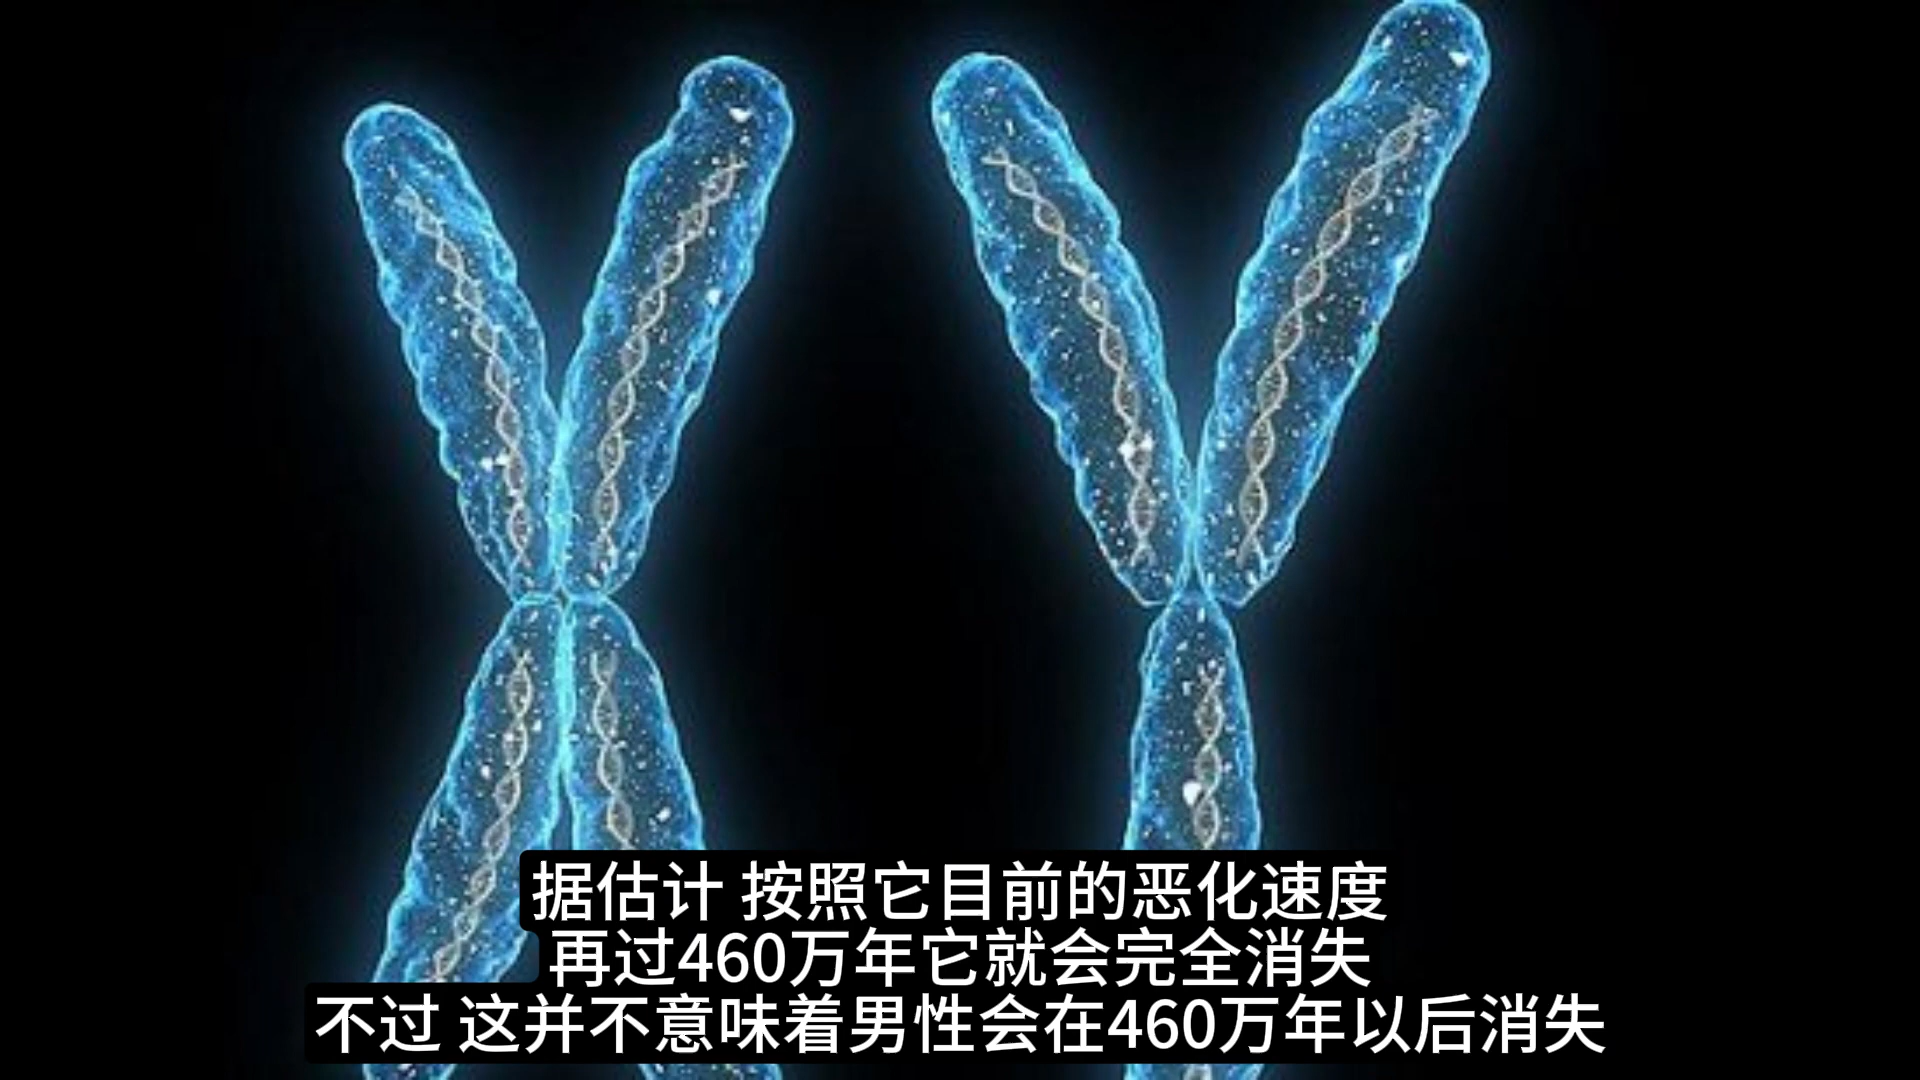 据估计 按照它目前的恶化速度
再过460万年它就会完全消失
不过 这并不意味着男性会在460万年以后消失